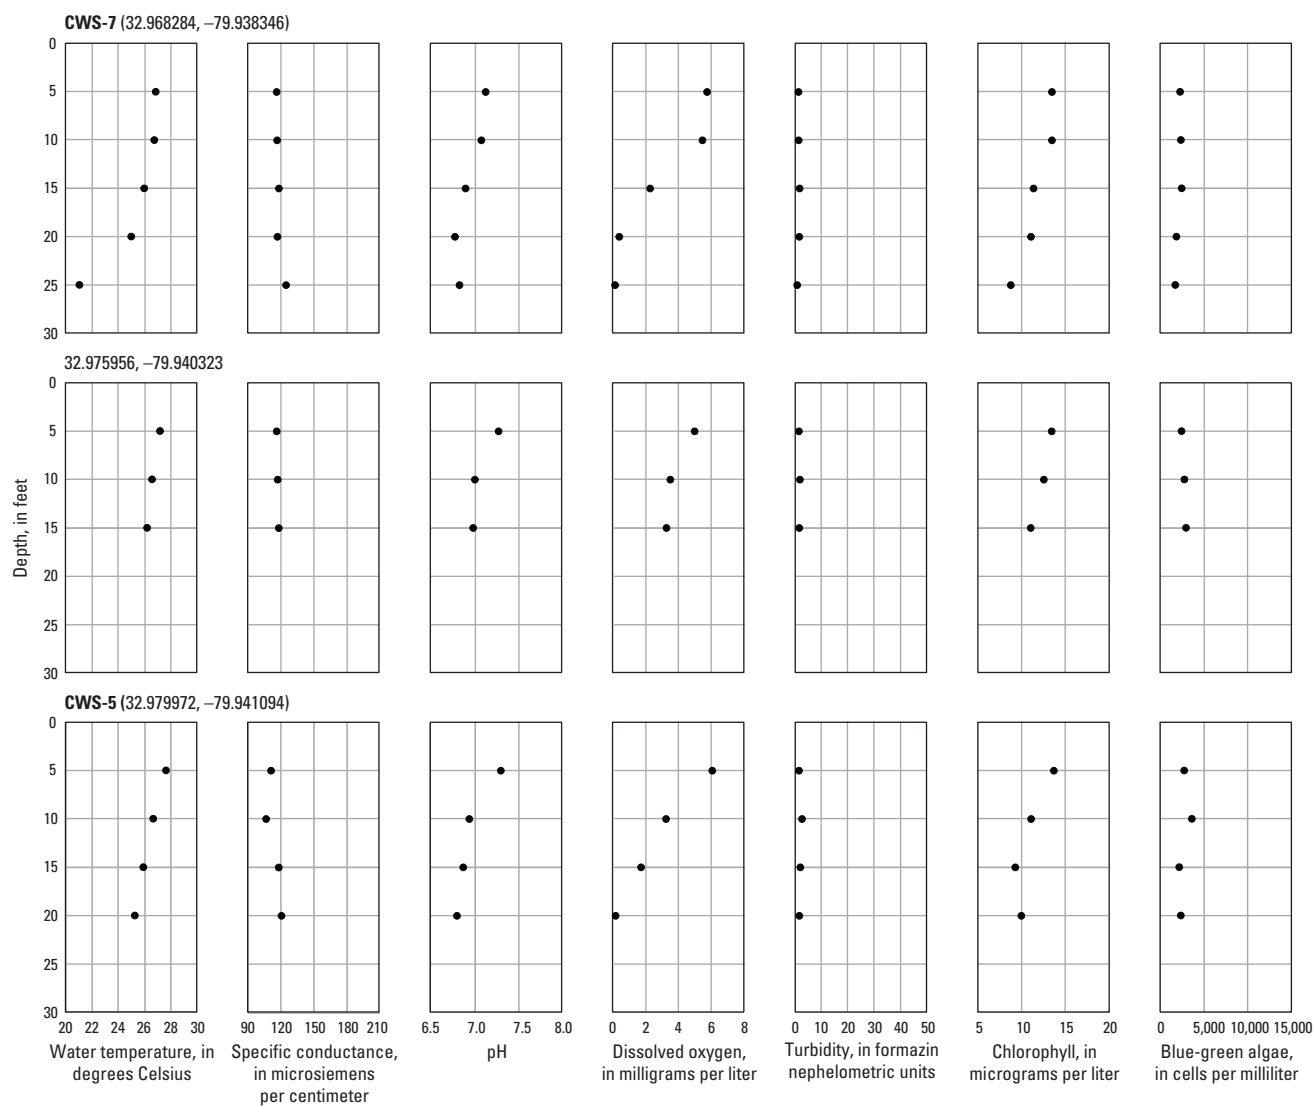 CWS-7 (32.968284, –79.938346)
0
5
10
15
20
25
30
32.975956, –79.940323
0
5
10
15
20
25
30
Depth, in feet
CWS-5 (32.979972, –79.941094)
0
5
10
15
20
25
30
20 22 24 26 28 30
90 120 150 180 210
6.5 7.0 7.5 8.0
0 2 4 6 8
0 10 20 30 40 50
5 10 15 20
0 5,000 10,000 15,000
Water temperature, in
degrees Celsius
Specific conductance,
in microsiemens
per centimeter
pH
Dissolved oxygen,
in milligrams per liter
Turbidity, in formazin
nephelometric units
Chlorophyll, in
micrograms per liter
Blue-green algae,
in cells per milliliter